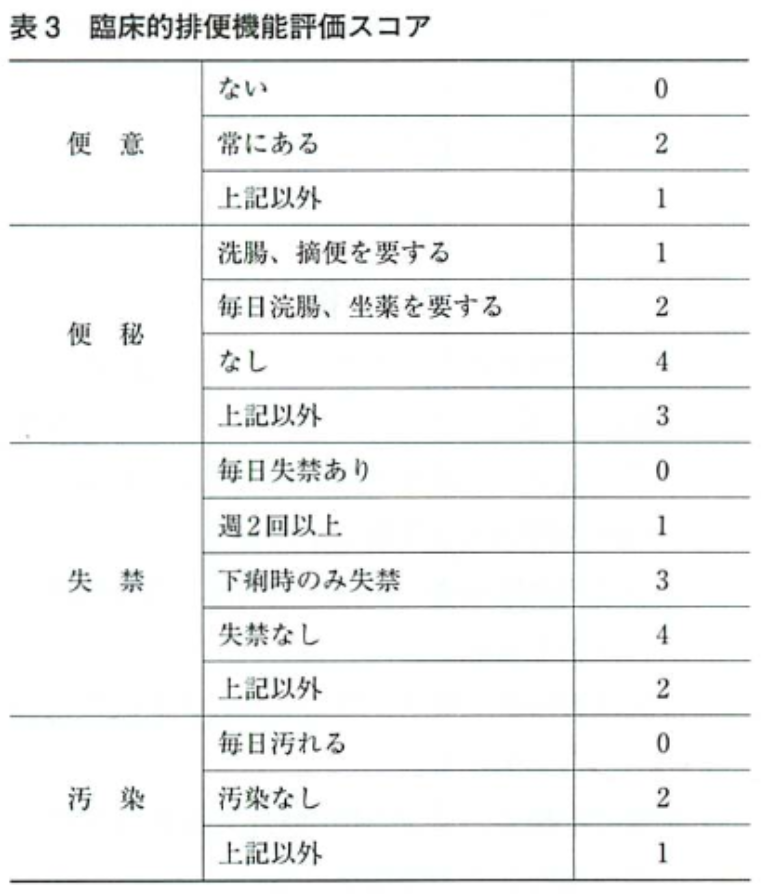 表3 臨床的排便機能評価スコア
便 意
ない 0
常にある 2
上記以外 1
便 秘
洗腸、摘便を要する 1
毎日浣腸、坐薬を要する 2
なし 4
上記以外 3
失 禁
毎日失禁あり 0
週2回以上 1
下痢時のみ失禁 3
失禁なし 4
上記以外 2
汚 染
毎日汚れる 0
汚染なし 2
上記以外 1